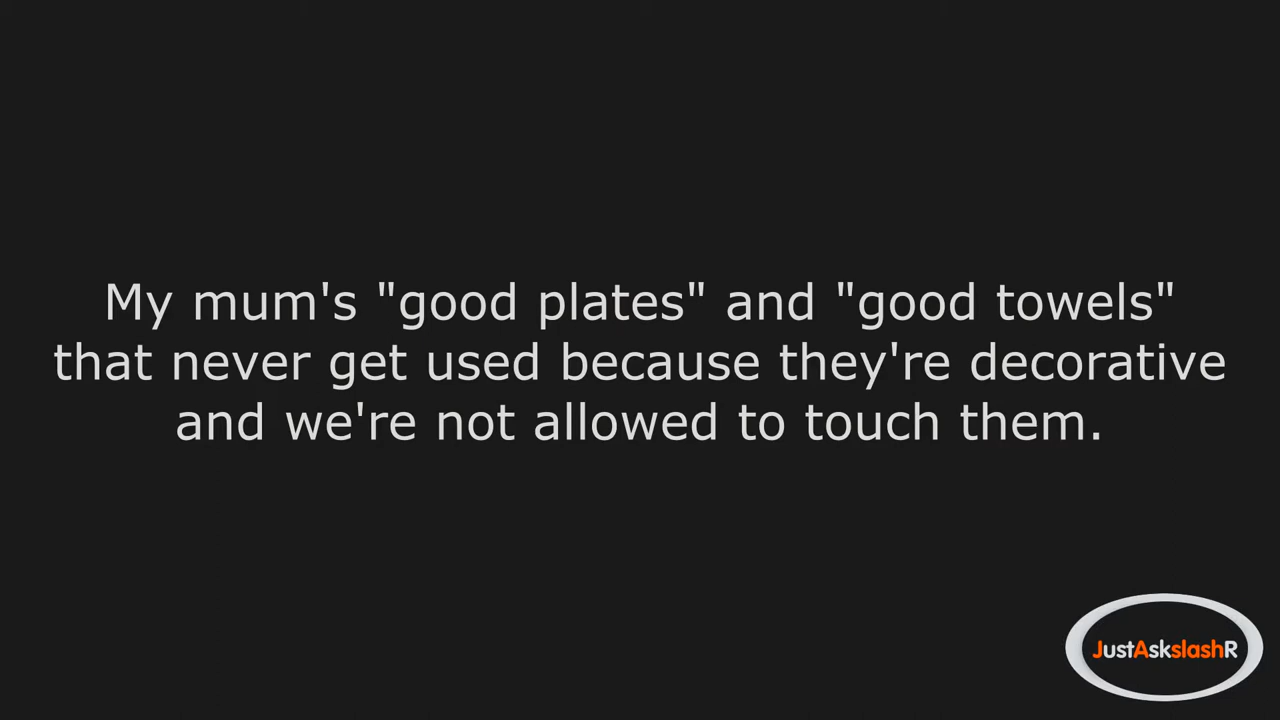 My mum's "good plates" and "good towels"
that never get used because they're decorative
and we're not allowed to touch them.
JustAskslashR